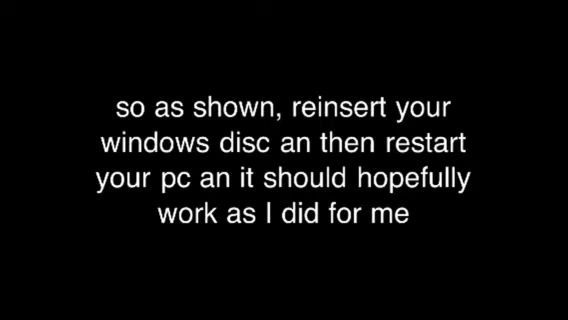 so as shown, reinsert your
windows disc an then restart
your pc an it should hopefully
work as I did for me